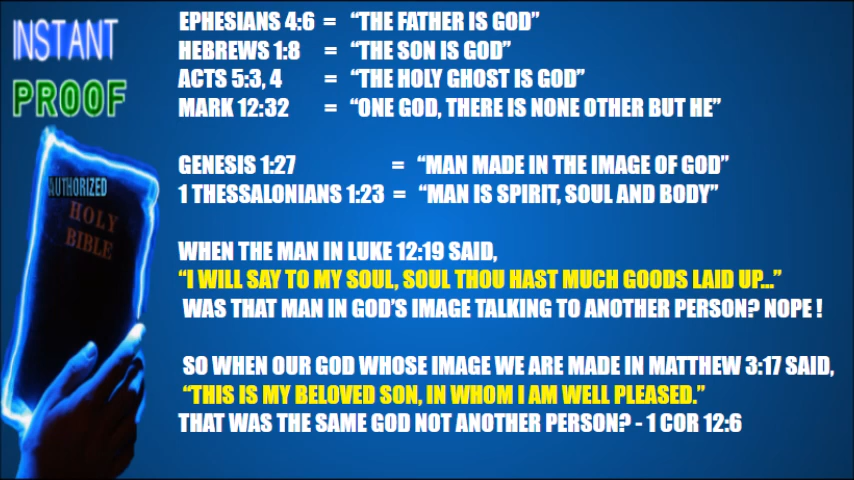 INSTANT
PROOF
AUTHORIZED
HOLY
BIBLE
EPHESIANS 4:6 = “THE FATHER IS GOD”
HEBREWS 1:8 = “THE SON IS GOD”
ACTS 5:3, 4 = “THE HOLY GHOST IS GOD”
MARK 12:32 = “ONE GOD, THERE IS NONE OTHER BUT HE”
GENESIS 1:27 = “MAN MADE IN THE IMAGE OF GOD”
1 THESSALONIANS 1:23 = “MAN IS SPIRIT, SOUL AND BODY”
WHEN THE MAN IN LUKE 12:19 SAID,
“I WILL SAY TO MY SOUL, SOUL THOU HAST MUCH GOODS LAID UP...”
WAS THAT MAN IN GOD’S IMAGE TALKING TO ANOTHER PERSON? NOPE !
SO WHEN OUR GOD WHOSE IMAGE WE ARE MADE IN MATTHEW 3:17 SAID,
“THIS IS MY BELOVED SON, IN WHOM I AM WELL PLEASED.”
THAT WAS THE SAME GOD NOT ANOTHER PERSON? - 1 COR 12:6